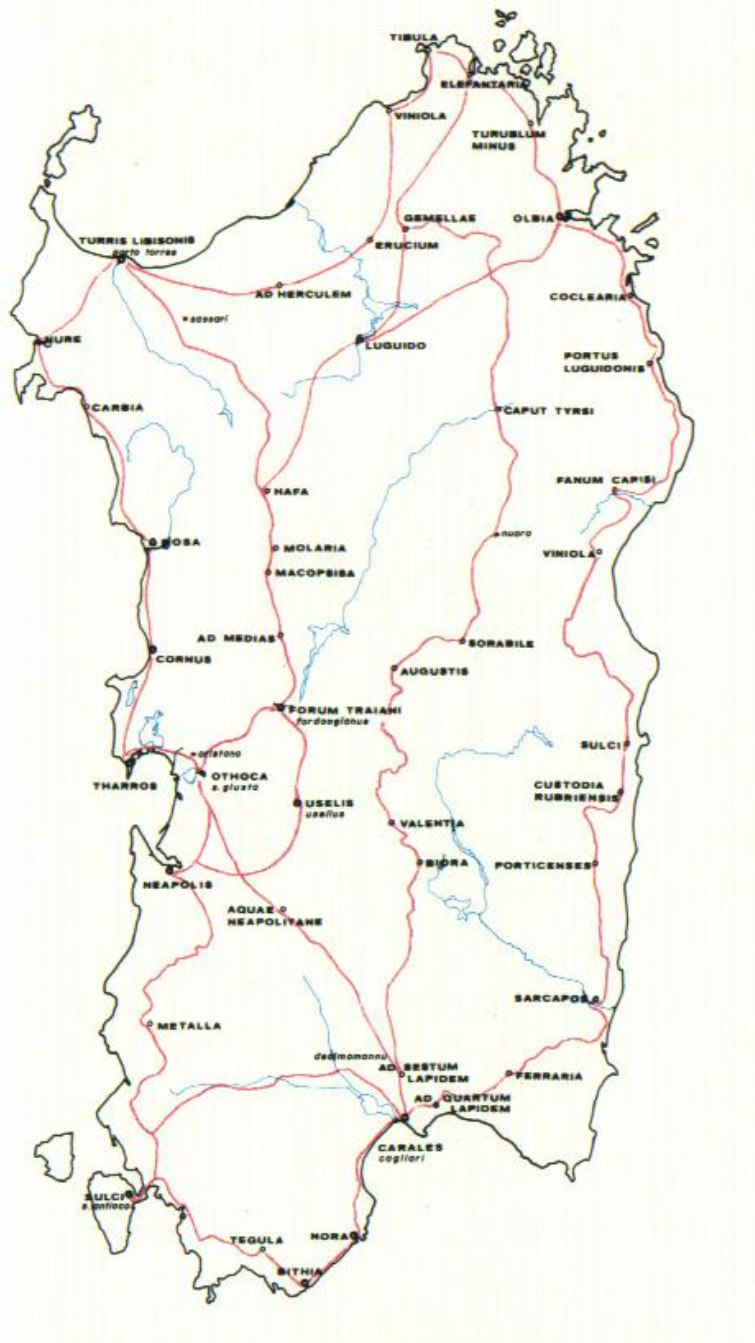 TIBULA
ELEFANTARIA
VINIOLA
TURUBLUM
MINUS
GEMELLAE
OLBIA
TURRIS LIBISONIS
porto torres
ERUCIUM
AD HERCULEM
COCLEARIA
sassari
NURE
LUGUIDO
PORTUS
LUGUIDONIS
CARBIA
CAPUT TYRSI
HAFA
FANUM CAPISI
nuoro
BOSA
MOLARIA
VINIOLA
MACOPSISA
AD MEDIAS
SORABILE
CORNUS
AUGUSTIS
FORUM TRAIANI
fordongianus
SULCI
oristano
THARROS
OTHOCA
s. giusta
CUSTODIA
RUBRIENSIS
USELIS
usellus
VALENTIA
BIORA
PORTICENSES
NEAPOLIS
AQUAE
NEAPOLITANE
SARCAPOS
METALLA
decimomannu
AD SESTUM
LAPIDEM
FERRARIA
AD QUARTUM
LAPIDEM
CARALES
cagliari
SULCI
s. antioco
TEGULA
NORA
BITHIA